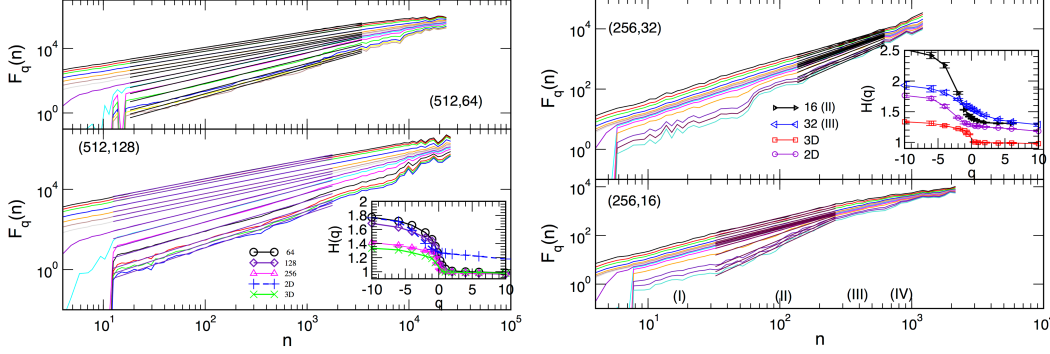 F_q(n)
10^4
10^0
(512,64)
(512,128)
F_q(n)
10^4
10^0
10^1
10^2
10^3
10^4
10^5
n
2
1.8
1.6
1.4
1.2
1
H(q)
-10
-5
0
5
10
q
64
128
256
2D
3D
(256,32)
F_q(n)
10^4
10^2
10^0
16 (II)
32 (III)
3D
2D
2.5
2
1.5
1
H(q)
-10
-5
0
5
10
q
(256,16)
F_q(n)
10^4
10^2
10^0
(I)
(II)
(III)
(IV)
10^1
10^2
10^3
10^4
n